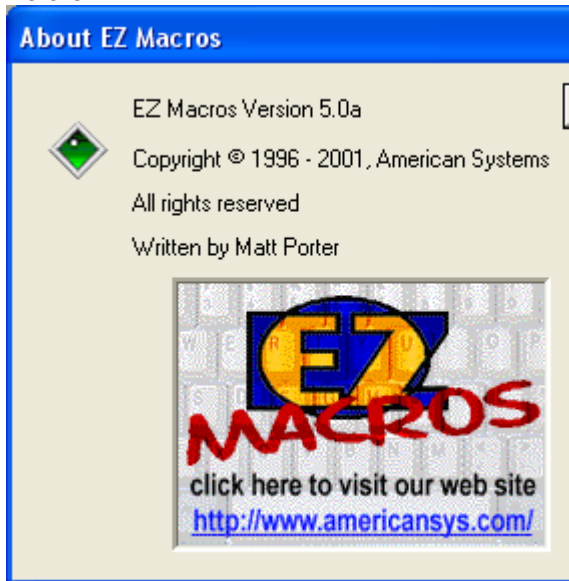 About EZ Macros
EZ Macros Version 5.0a
Copyright © 1996 - 2001, American Systems
All rights reserved
Written by Matt Porter
EZ
MACROS
click here to visit our web site
http://www.americansys.com/